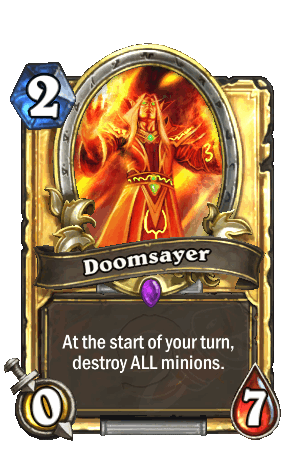 2
Doomsayer
At the start of your turn,
destroy ALL minions.
0
7